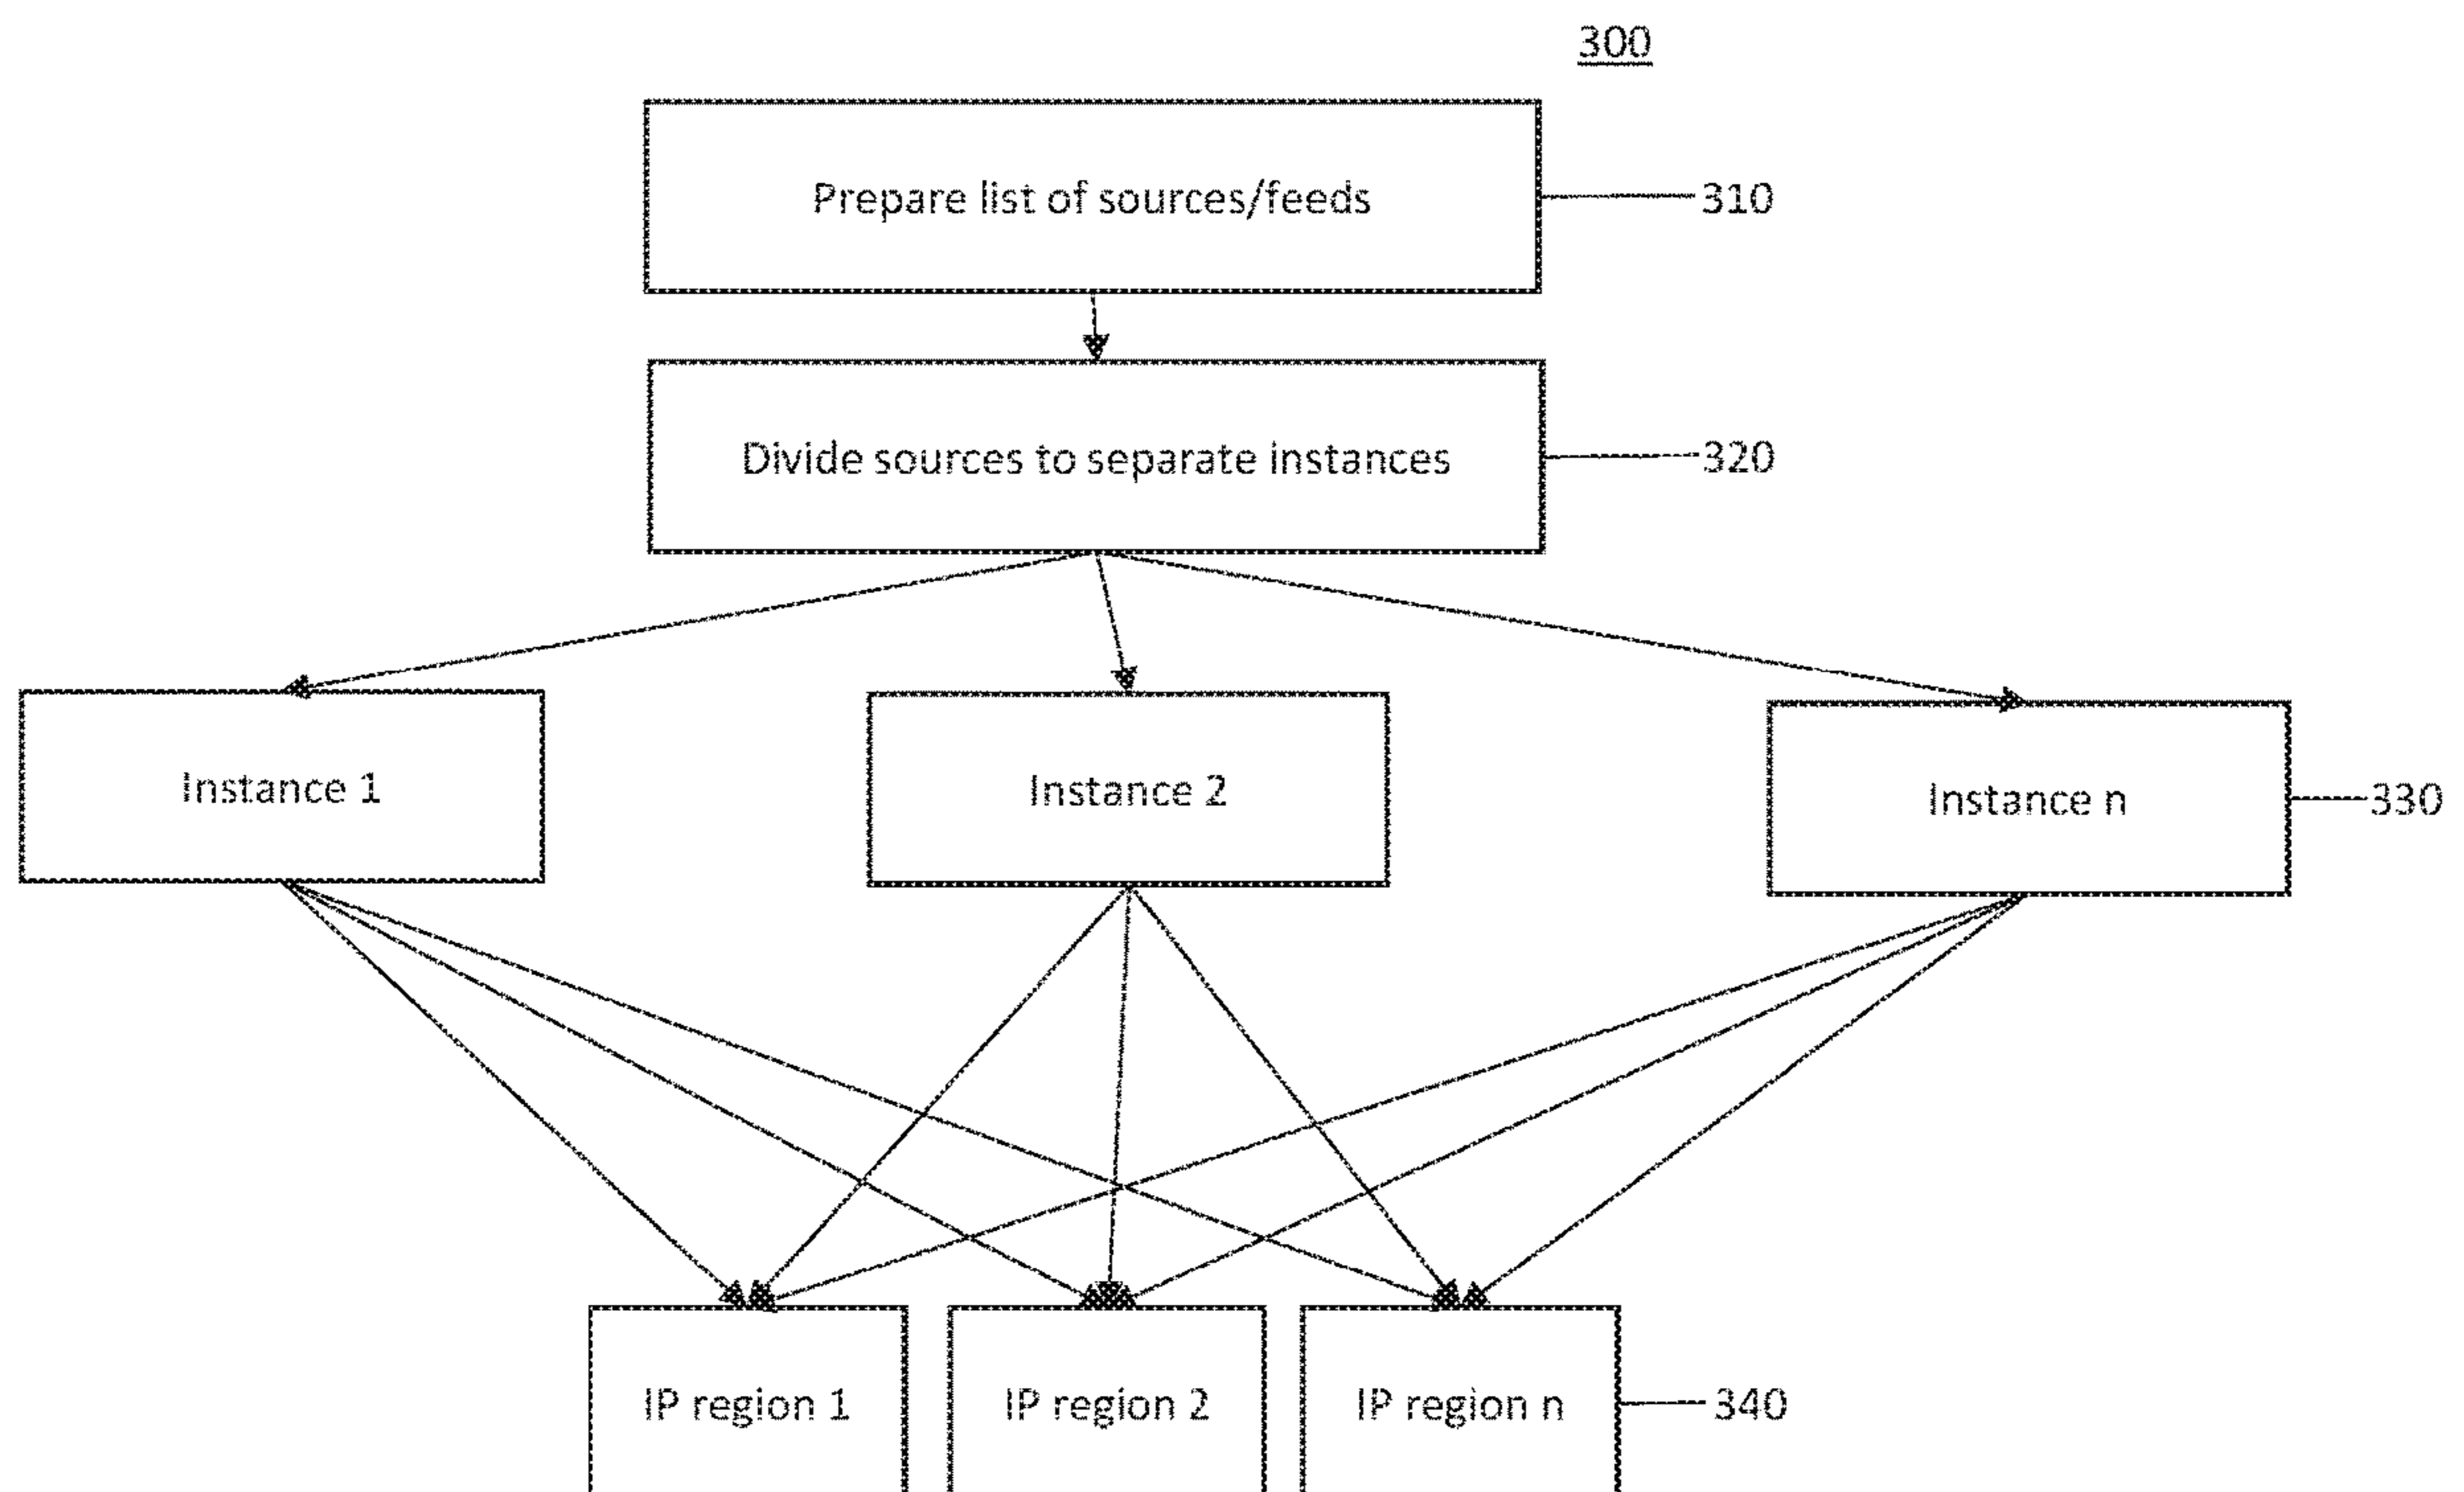 300
Prepare list of sources/feeds
310
Divide sources to separate instances
320
Instance 1
Instance 2
Instance n
330
IP region 1
IP region 2
IP region n
340